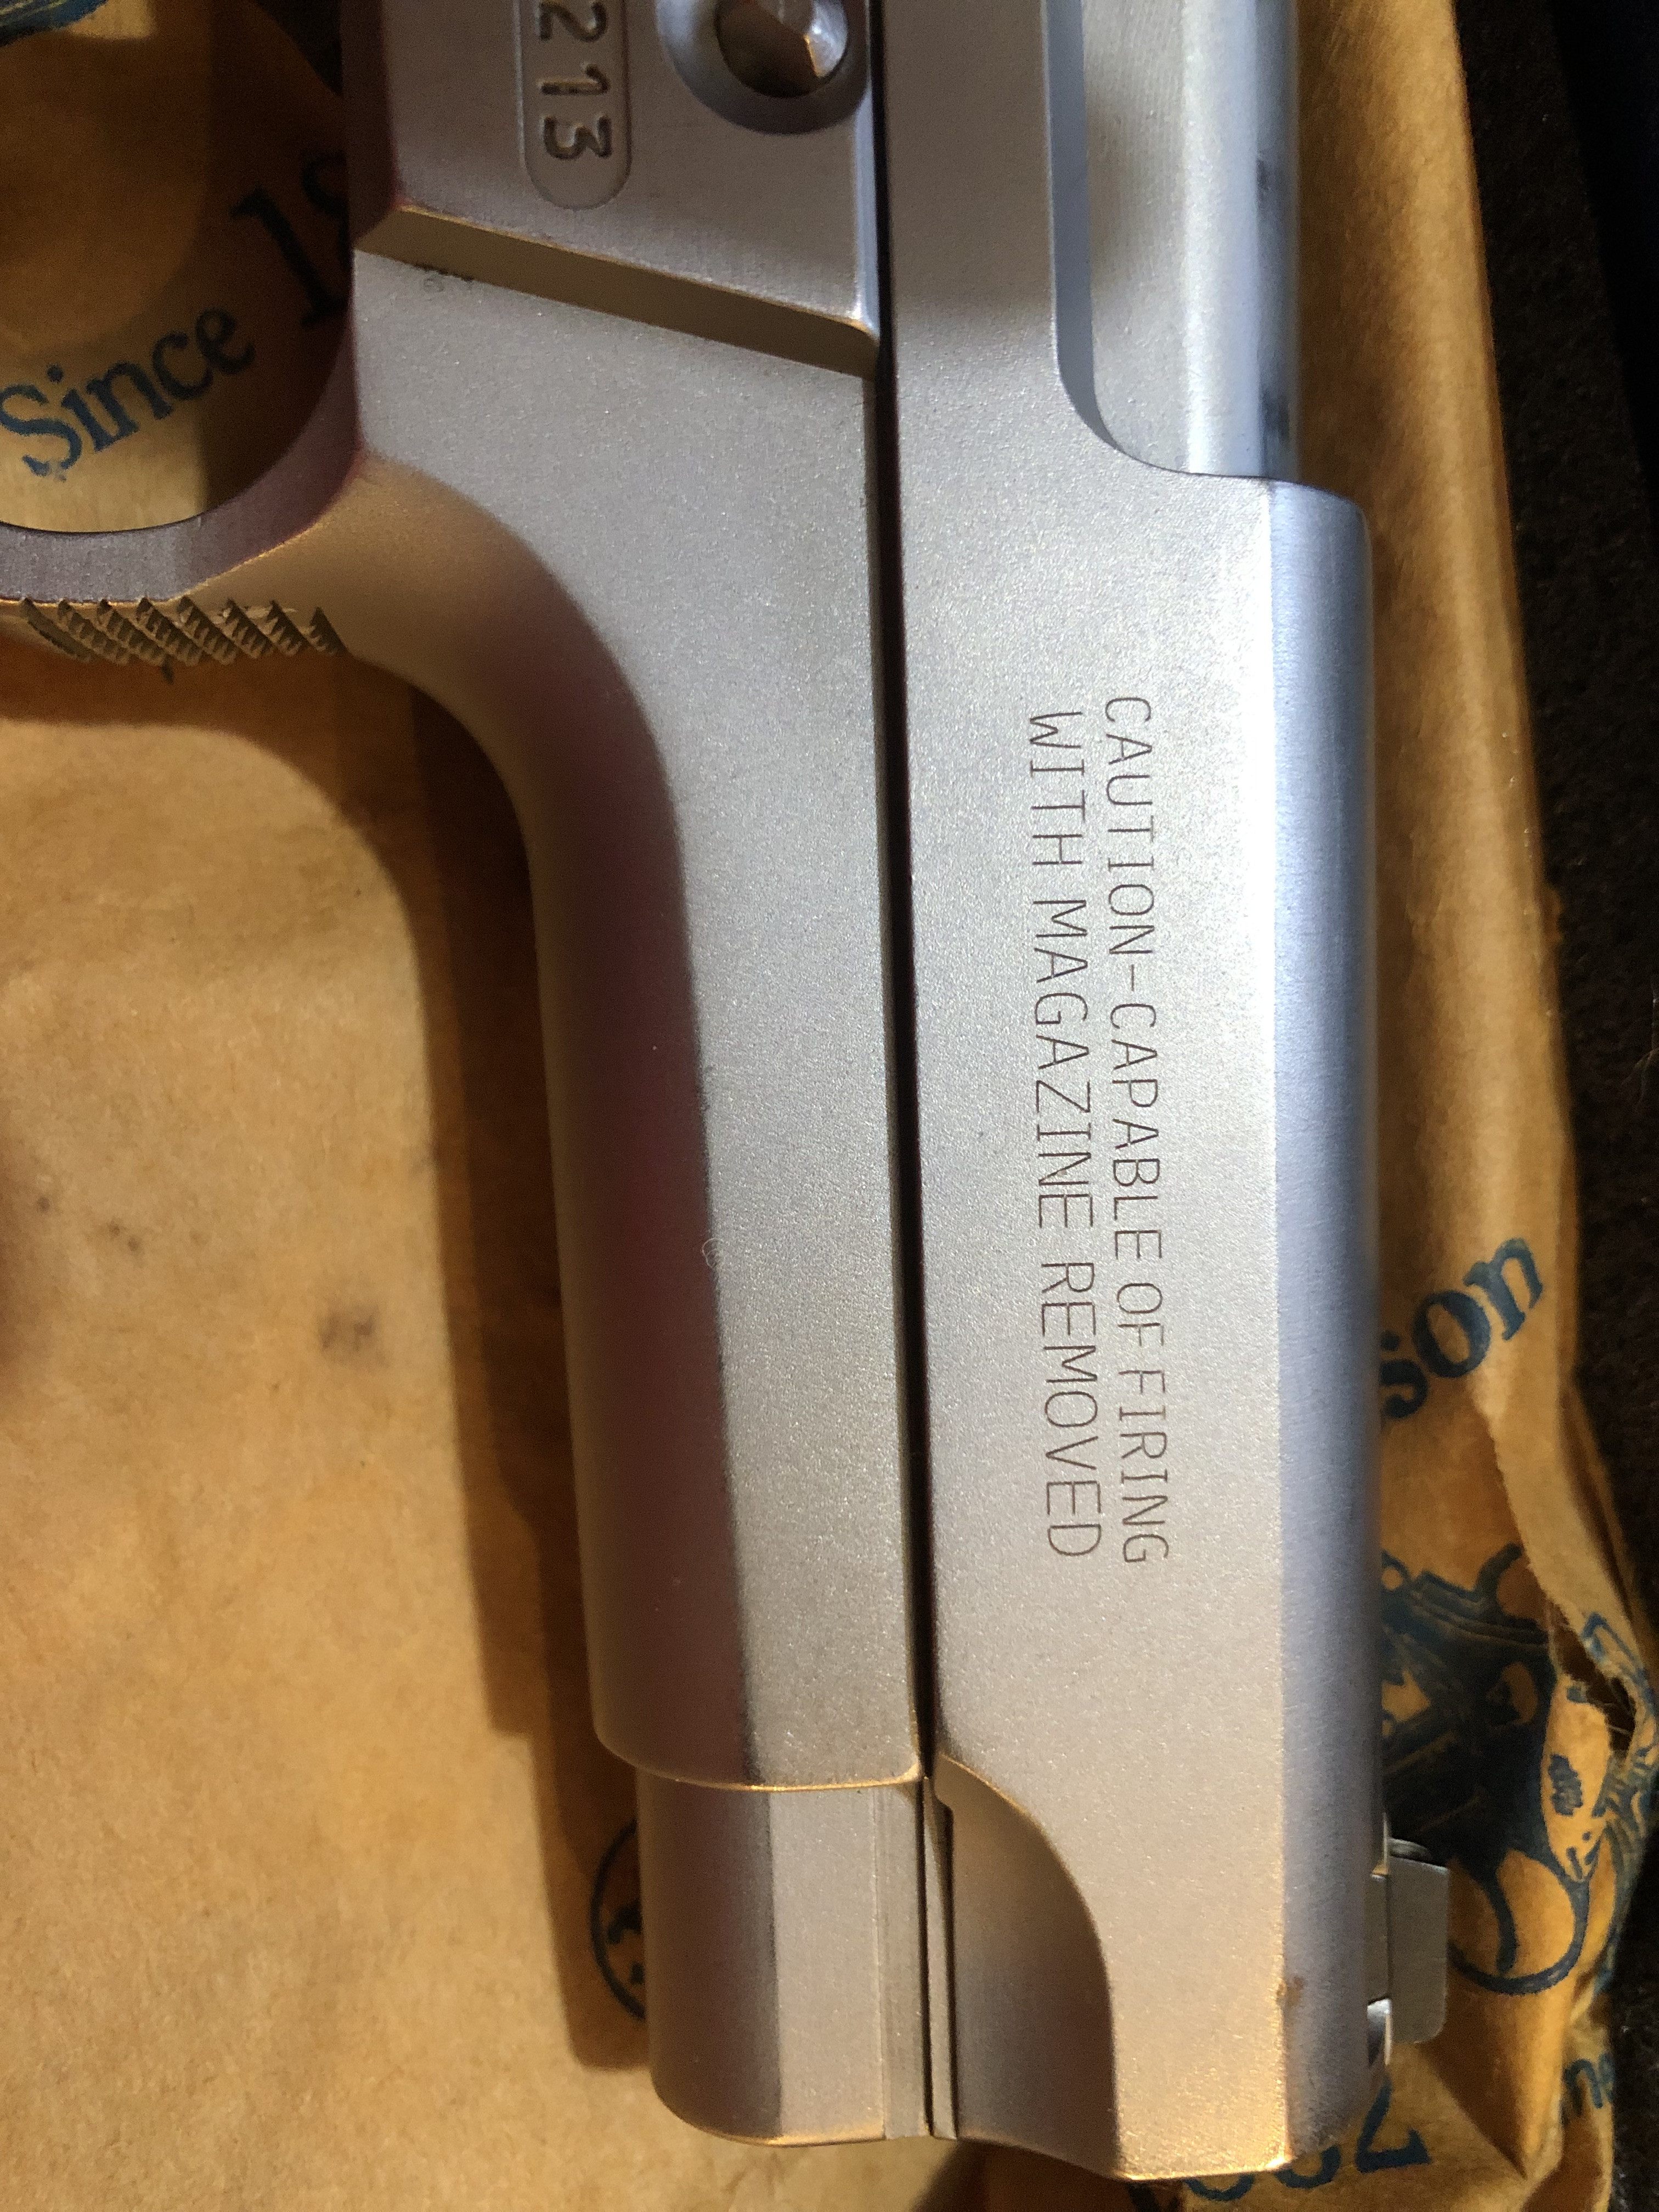 213
CAUTION-CAPABLE OF FIRING
WITH MAGAZINE REMOVED
Since
son